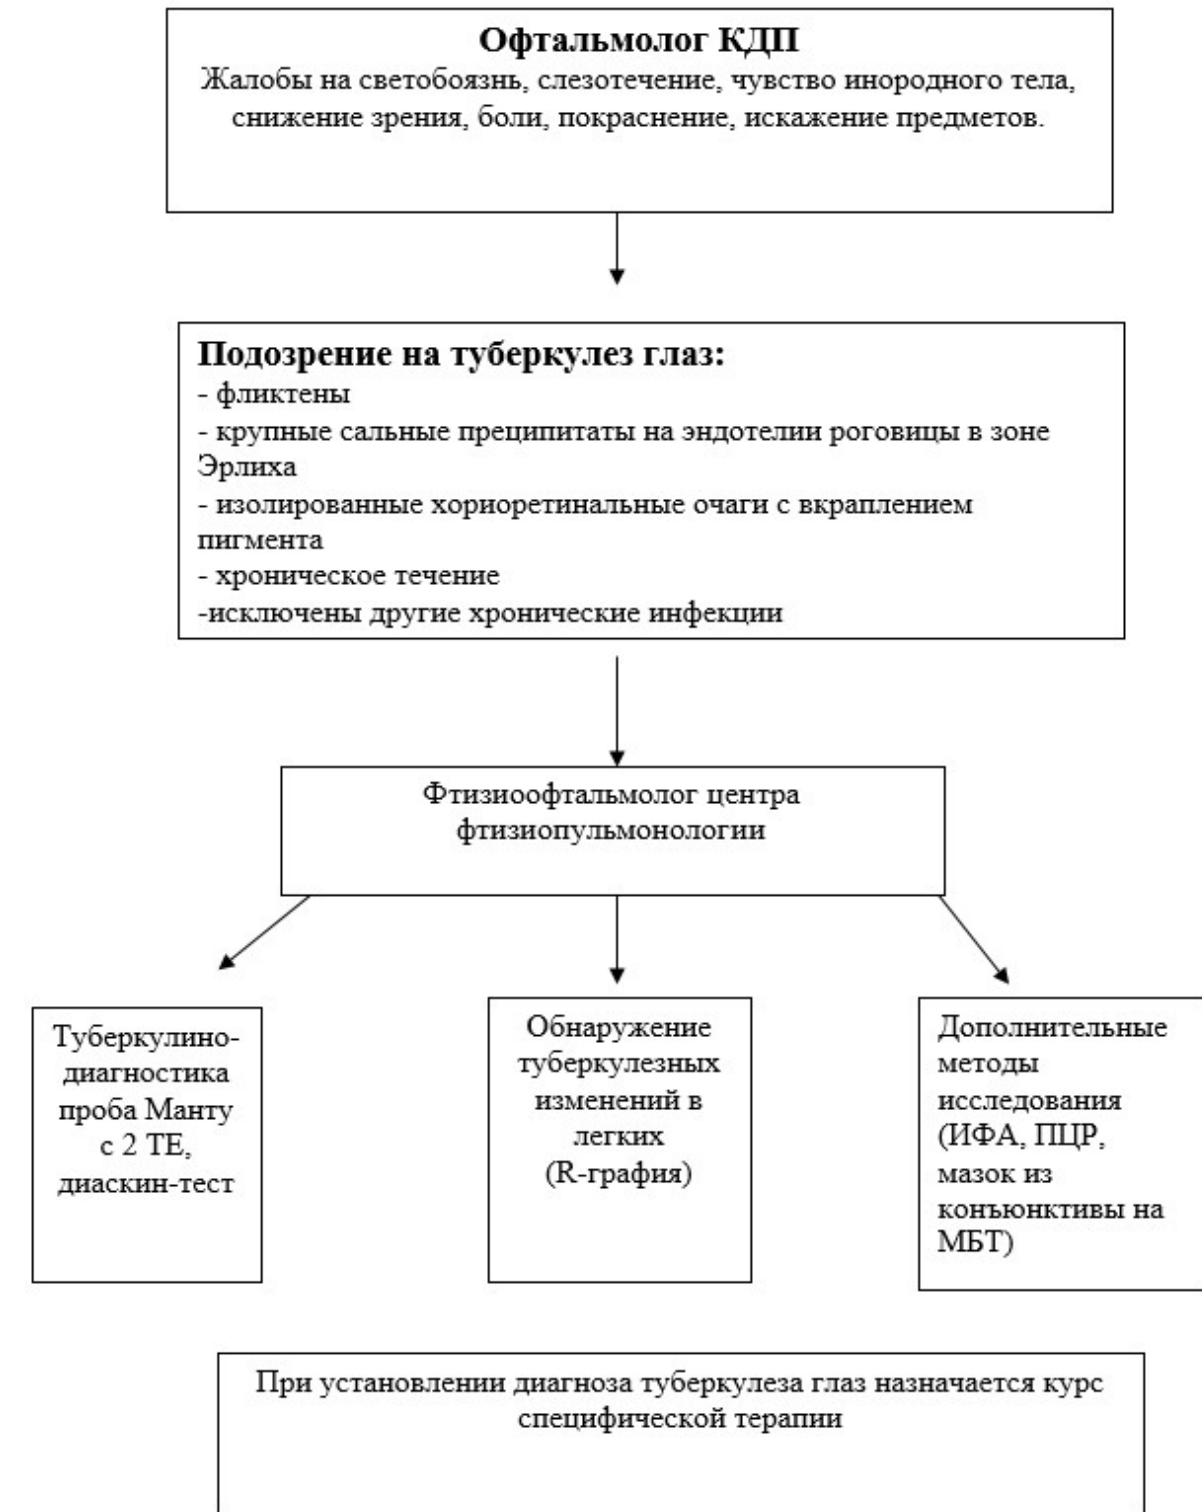 Офтальмолог КДП
Жалобы на светобоязнь, слезотечение, чувство инородного тела,
снижение зрения, боли, покраснение, искажение предметов.
Подозрение на туберкулез глаз:
- фликтены
- крупные сальные преципитаты на эндотелии роговицы в зоне
Эрлиха
- изолированные хориоретинальные очаги с вкраплением
пигмента
- хроническое течение
-исключены другие хронические инфекции
Фтизиоофтальмолог центра
фтизиопульмонологии
Туберкулино-
диагностика
проба Манту
с 2 ТЕ,
диаскин-тест
Обнаружение
туберкулезных
изменений в
легких
(R-графия)
Дополнительные
методы
исследования
(ИФА, ПЦР,
мазок из
конъюнктивы на
МБТ)
При установлении диагноза туберкулеза глаз назначается курс
специфической терапии